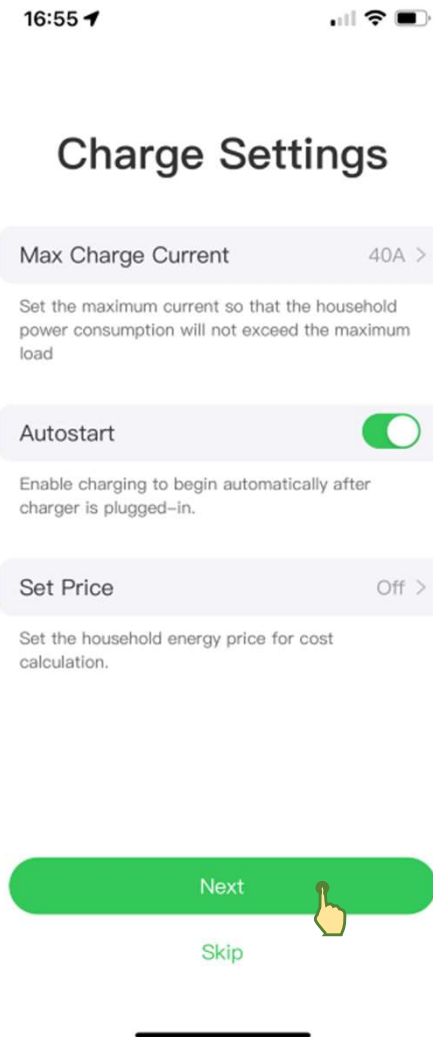 16:55
Charge Settings
Max Charge Current 40A >
Set the maximum current so that the household
power consumption will not exceed the maximum
load
Autostart
Enable charging to begin automatically after
charger is plugged-in.
Set Price Off >
Set the household energy price for cost
calculation.
Next
Skip